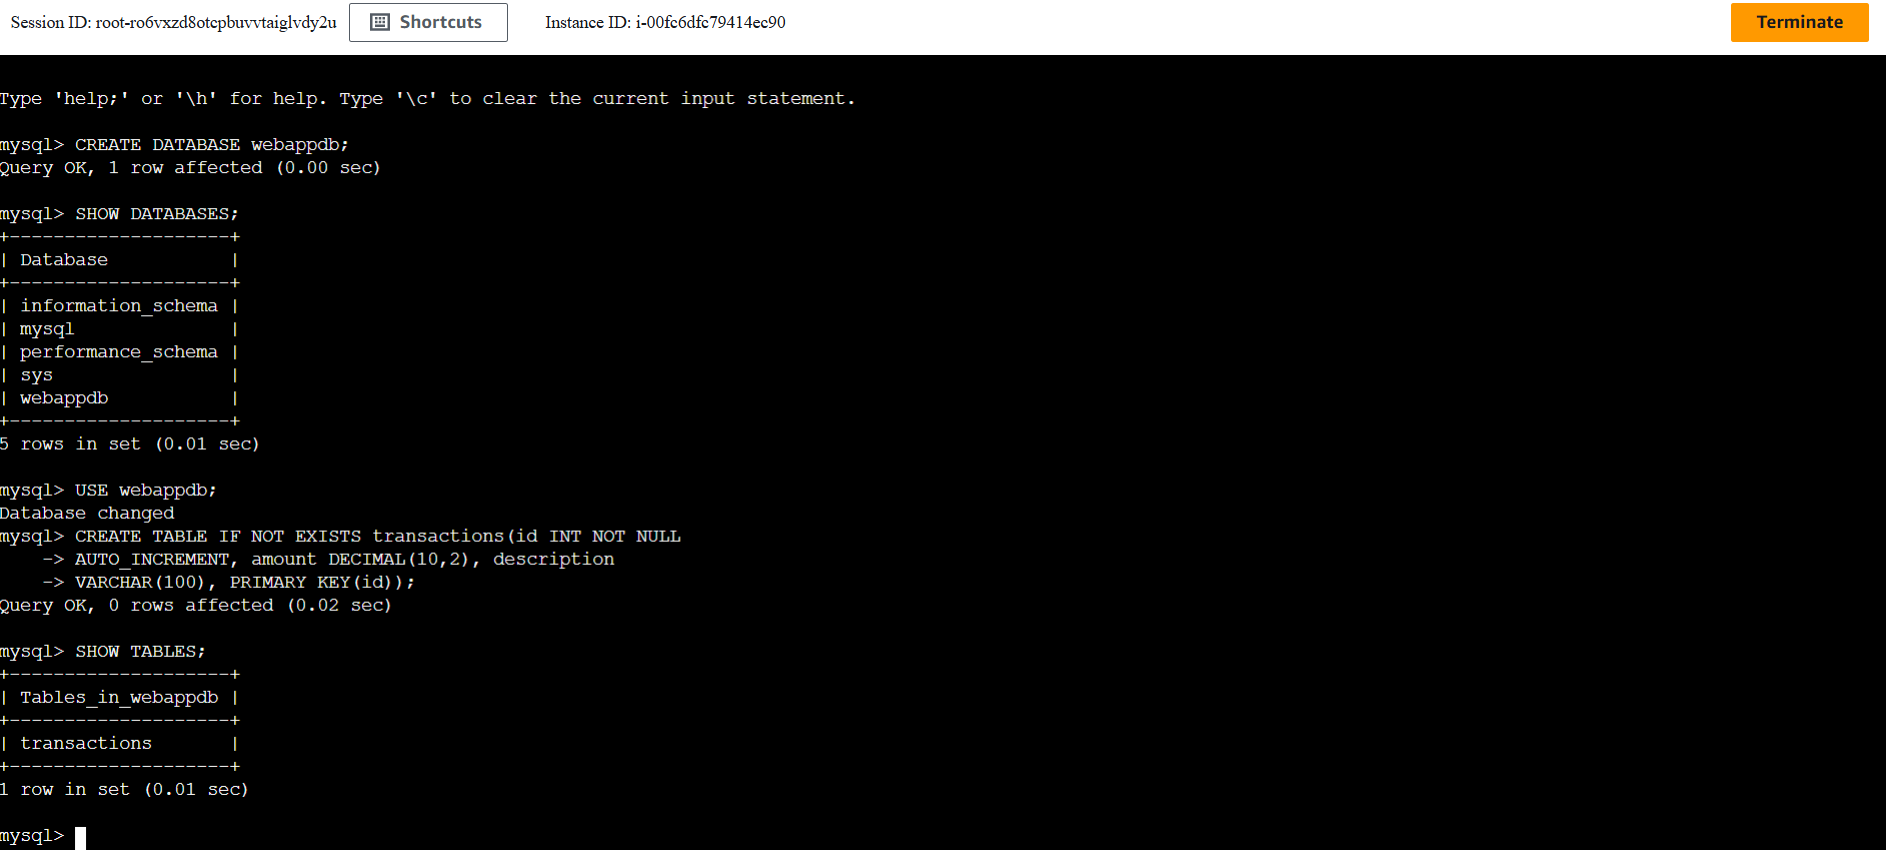 Session ID: root-ro6vxzd8otcpbuvvtaiglvdy2u Shortcuts Instance ID: i-00fc6dfc79414ec90 Terminate
Type 'help;' or '\h' for help. Type '\c' to clear the current input statement.
mysql> CREATE DATABASE webappdb;
Query OK, 1 row affected (0.00 sec)
mysql> SHOW DATABASES;
+--------------------+
| Database           |
+--------------------+
| information_schema |
| mysql              |
| performance_schema |
| sys                |
| webappdb           |
+--------------------+
5 rows in set (0.01 sec)
mysql> USE webappdb;
Database changed
mysql> CREATE TABLE IF NOT EXISTS transactions(id INT NOT NULL
    -> AUTO_INCREMENT, amount DECIMAL(10,2), description
    -> VARCHAR(100), PRIMARY KEY(id));
Query OK, 0 rows affected (0.02 sec)
mysql> SHOW TABLES;
+--------------------+
| Tables_in_webappdb |
+--------------------+
| transactions       |
+--------------------+
1 row in set (0.01 sec)
mysql>